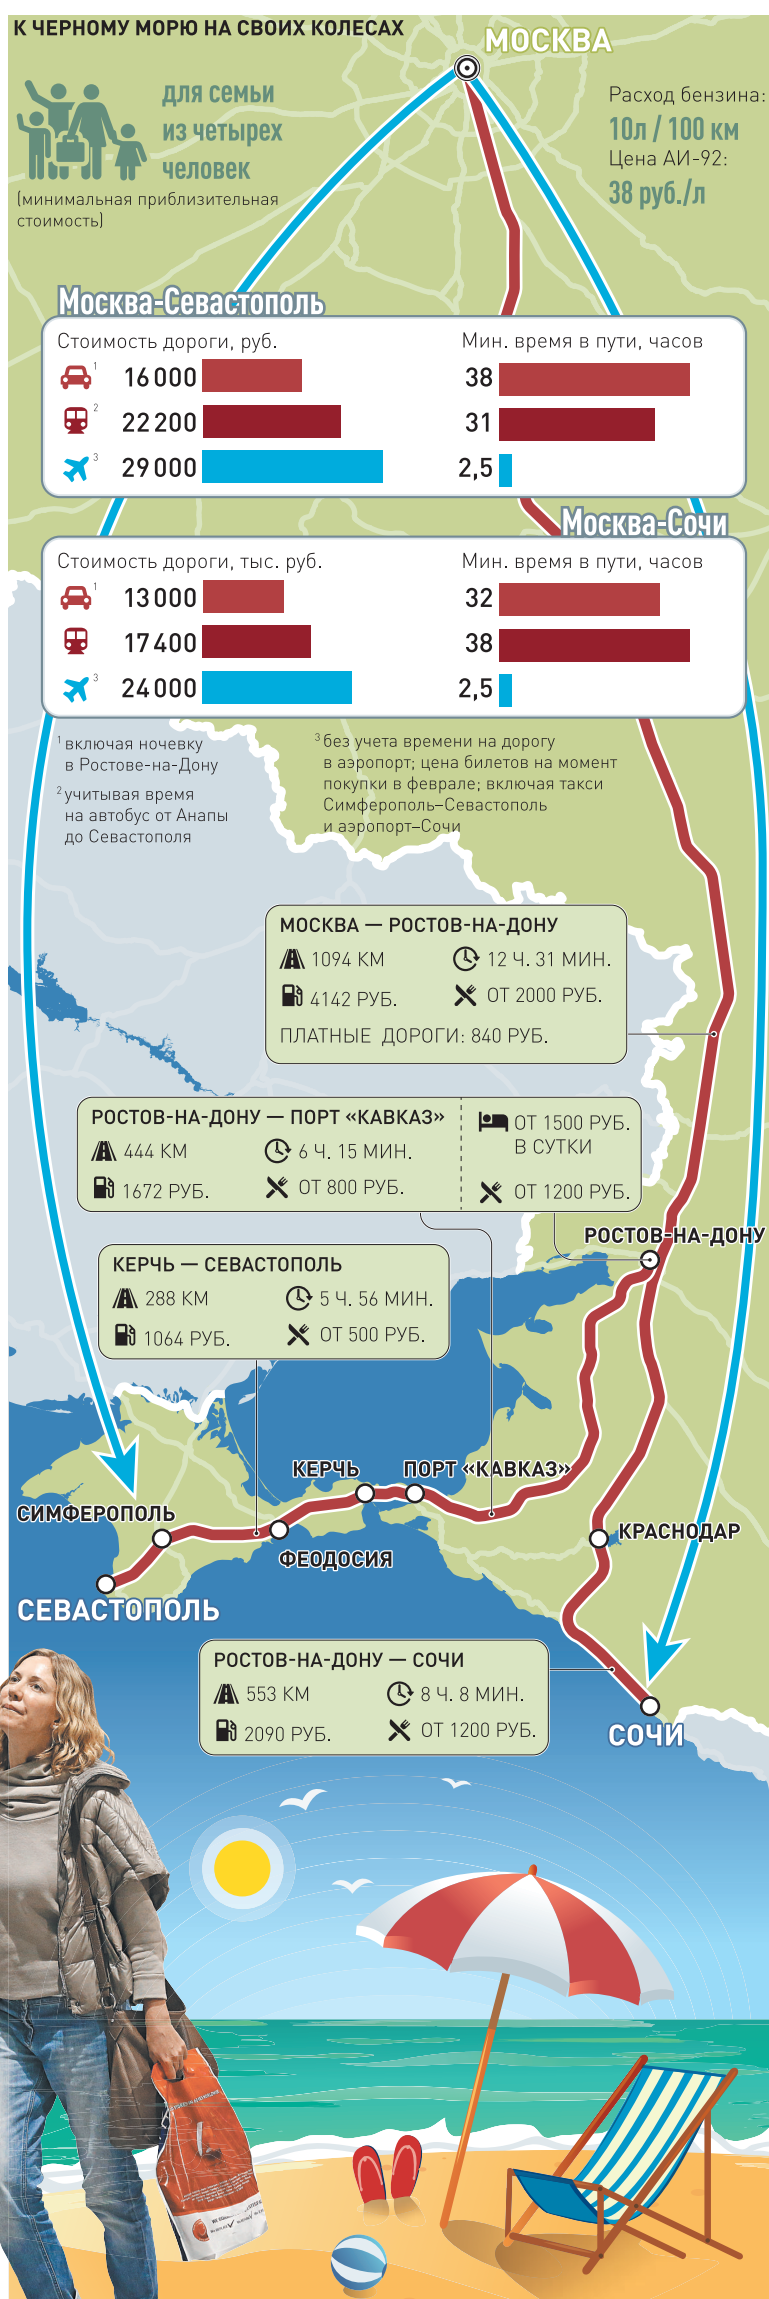 К ЧЕРНОМУ МОРЮ НА СВОИХ КОЛЕСАХ
МОСКВА
для семьи
из четырех
человек
(минимальная приблизительная
стоимость)
Расход бензина:
10л / 100 км
Цена АИ-92:
38 руб./л
Москва-Севастополь
Стоимость дороги, руб.
1 16 000
2 22 200
3 29 000
Мин. время в пути, часов
38
31
2,5
Москва-Сочи
Стоимость дороги, тыс. руб.
1 13 000
17 400
3 24 000
Мин. время в пути, часов
32
38
2,5
1 включая ночевку
в Ростове-на-Дону
2 учитывая время
на автобус от Анапы
до Севастополя
3 без учета времени на дорогу
в аэропорт; цена билетов на момент
покупки в феврале; включая такси
Симферополь–Севастополь
и аэропорт–Сочи
МОСКВА — РОСТОВ-НА-ДОНУ
1094 КМ
12 Ч. 31 МИН.
4142 РУБ.
ОТ 2000 РУБ.
ПЛАТНЫЕ ДОРОГИ: 840 РУБ.
РОСТОВ-НА-ДОНУ — ПОРТ «КАВКАЗ»
444 КМ
6 Ч. 15 МИН.
1672 РУБ.
ОТ 800 РУБ.
ОТ 1500 РУБ.
В СУТКИ
ОТ 1200 РУБ.
РОСТОВ-НА-ДОНУ
КЕРЧЬ — СЕВАСТОПОЛЬ
288 КМ
5 Ч. 56 МИН.
1064 РУБ.
ОТ 500 РУБ.
КЕРЧЬ
ПОРТ «КАВКАЗ»
СИМФЕРОПОЛЬ
ФЕОДОСИЯ
КРАСНОДАР
СЕВАСТОПОЛЬ
РОСТОВ-НА-ДОНУ — СОЧИ
553 КМ
8 Ч. 8 МИН.
2090 РУБ.
ОТ 1200 РУБ.
СОЧИ